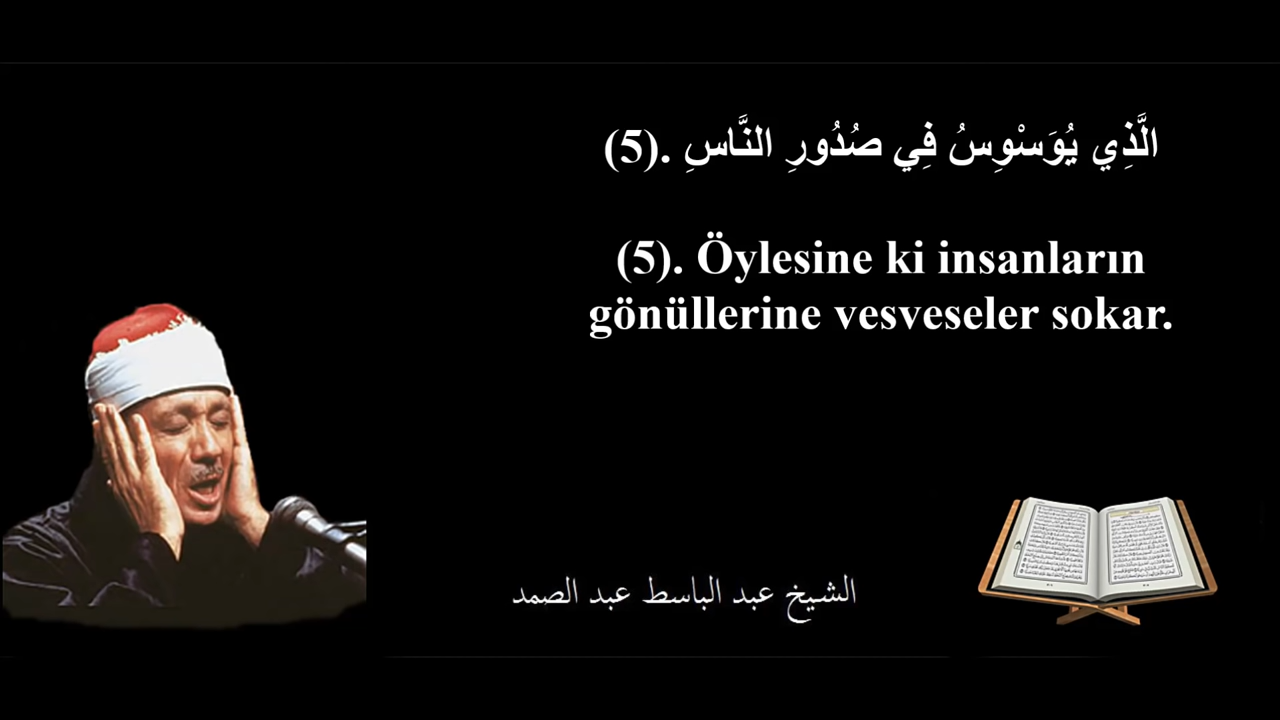 الَّذِي يُوَسْوِسُ فِي صُدُورِ النَّاسِ .(5)
(5). Öylesine ki insanların
gönüllerine vesveseler sokar.
الشيخ عبد الباسط عبد الصمد